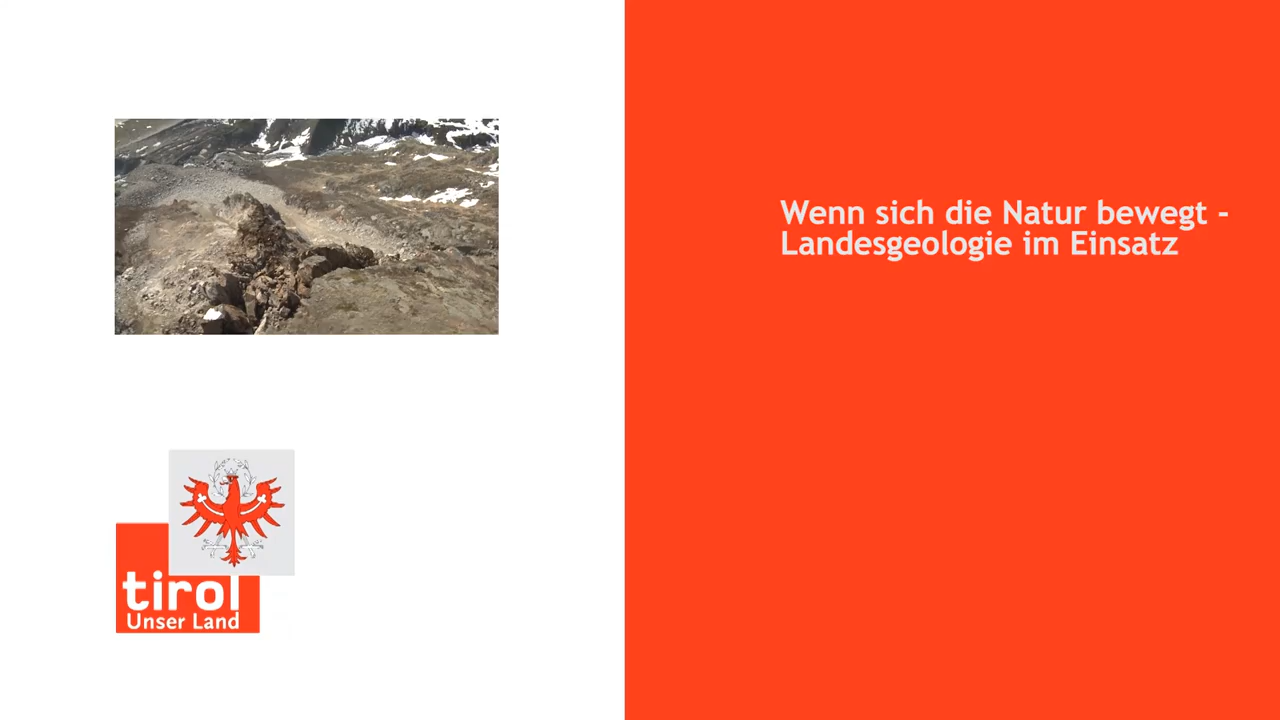 Wenn sich die Natur bewegt -
Landesgeologie im Einsatz
tirol
Unser Land